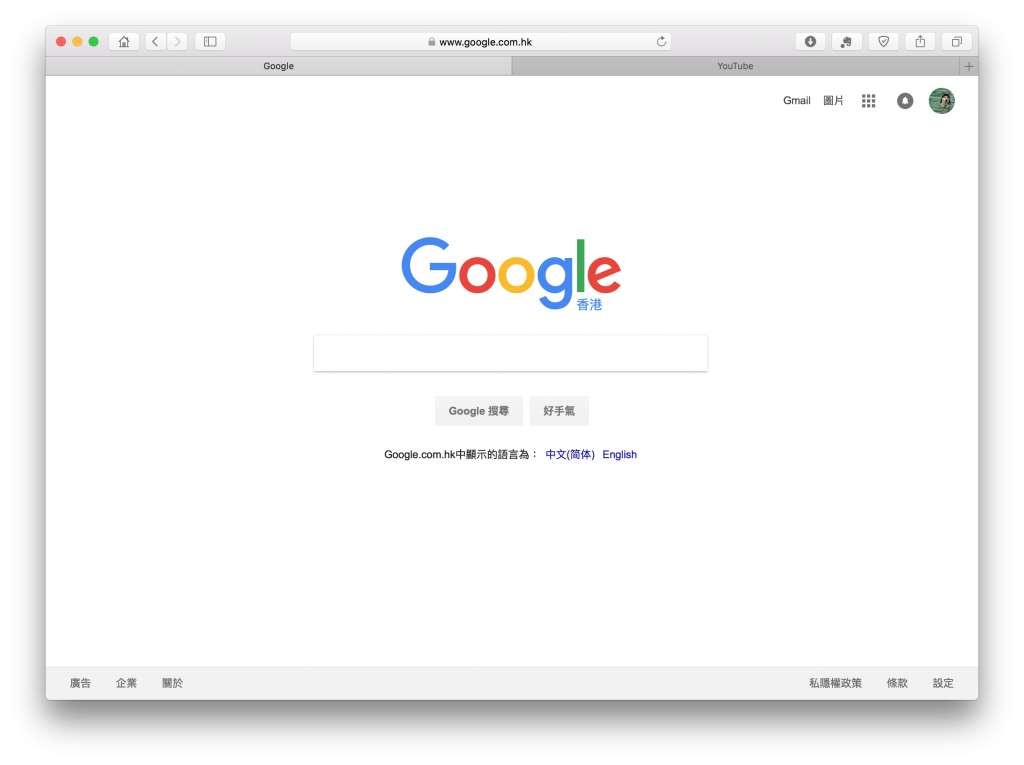 www.google.com.hk
Google YouTube
Gmail 圖片
Google
香港
Google 搜尋 好手氣
Google.com.hk中顯示的語言為： 中文(简体) English
廣告 企業 關於 私隱權政策 條款 設定